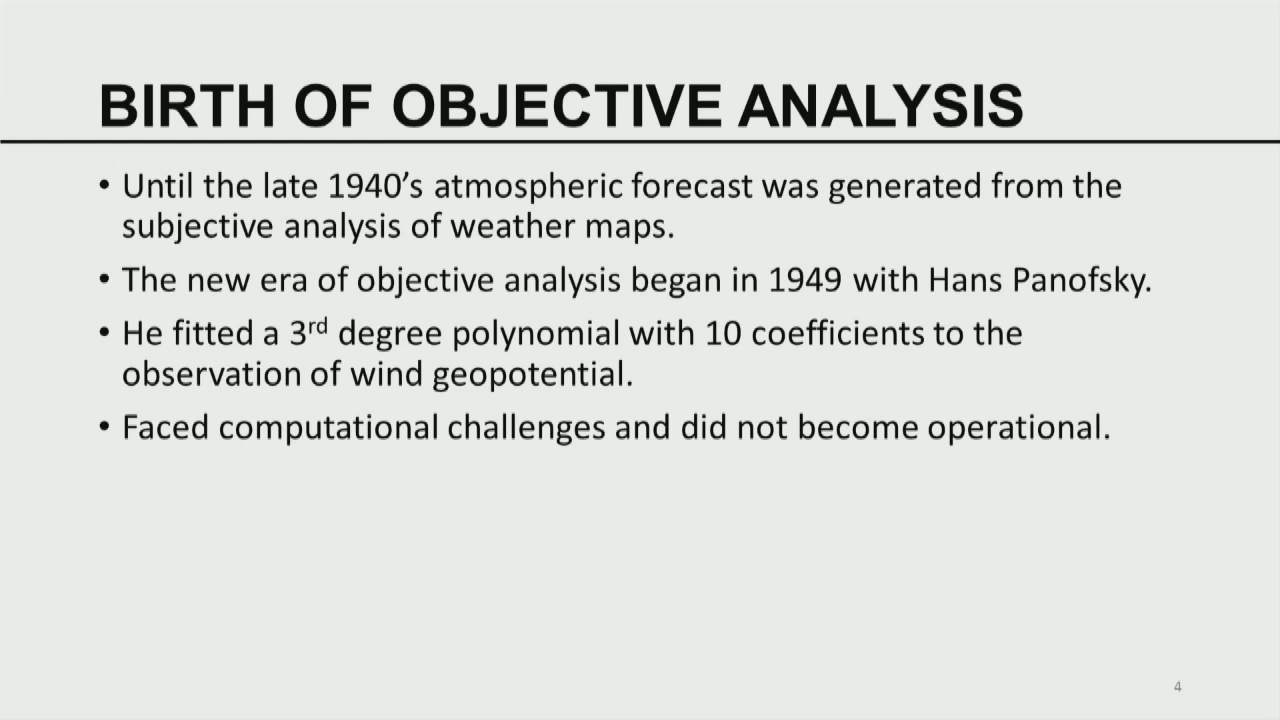 BIRTH OF OBJECTIVE ANALYSIS
• Until the late 1940’s atmospheric forecast was generated from the
subjective analysis of weather maps.
• The new era of objective analysis began in 1949 with Hans Panofsky.
• He fitted a 3rd degree polynomial with 10 coefficients to the
observation of wind geopotential.
• Faced computational challenges and did not become operational.
4